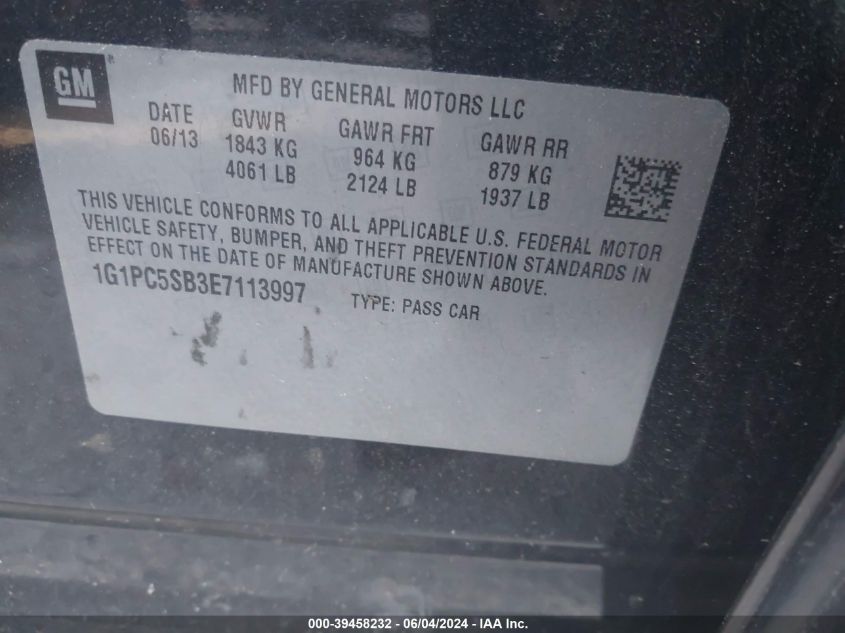 GM
MFD BY GENERAL MOTORS LLC
DATE GVWR GAWR FRT GAWR RR
06/13 1843 KG 964 KG 879 KG
4061 LB 2124 LB 1937 LB
THIS VEHICLE CONFORMS TO ALL APPLICABLE U.S. FEDERAL MOTOR
VEHICLE SAFETY, BUMPER, AND THEFT PREVENTION STANDARDS IN
EFFECT ON THE DATE OF MANUFACTURE SHOWN ABOVE.
1G1PC5SB3E7113997 TYPE: PASS CAR
000-39458232 - 06/04/2024 - IAA Inc.